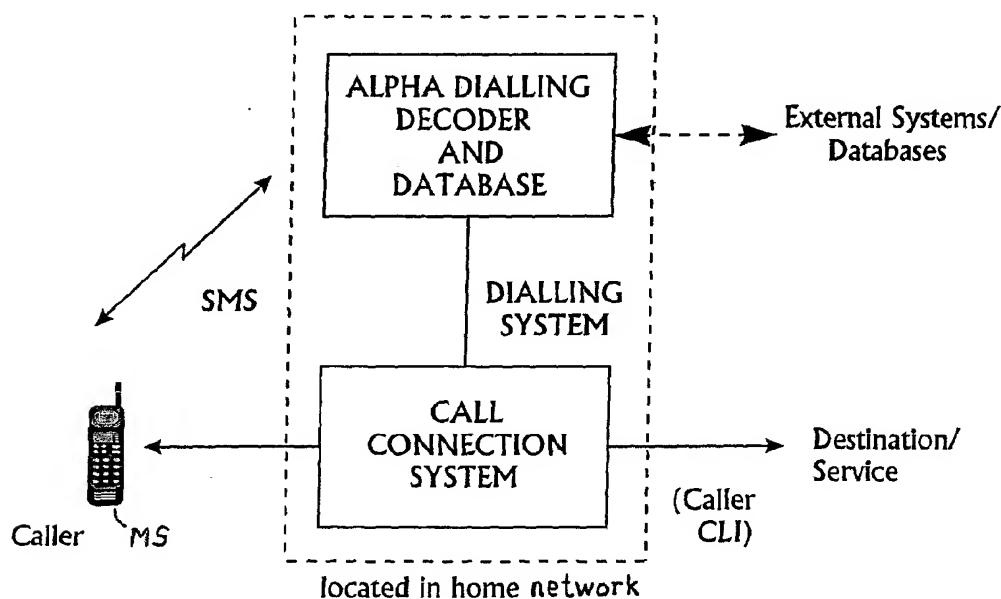 ALPHA DIALLING
DECODER
AND
DATABASE
External Systems/
Databases
SMS
DIALLING
SYSTEM
CALL
CONNECTION
SYSTEM
Destination/
Service
(Caller
CLI)
Caller
MS
located in home network